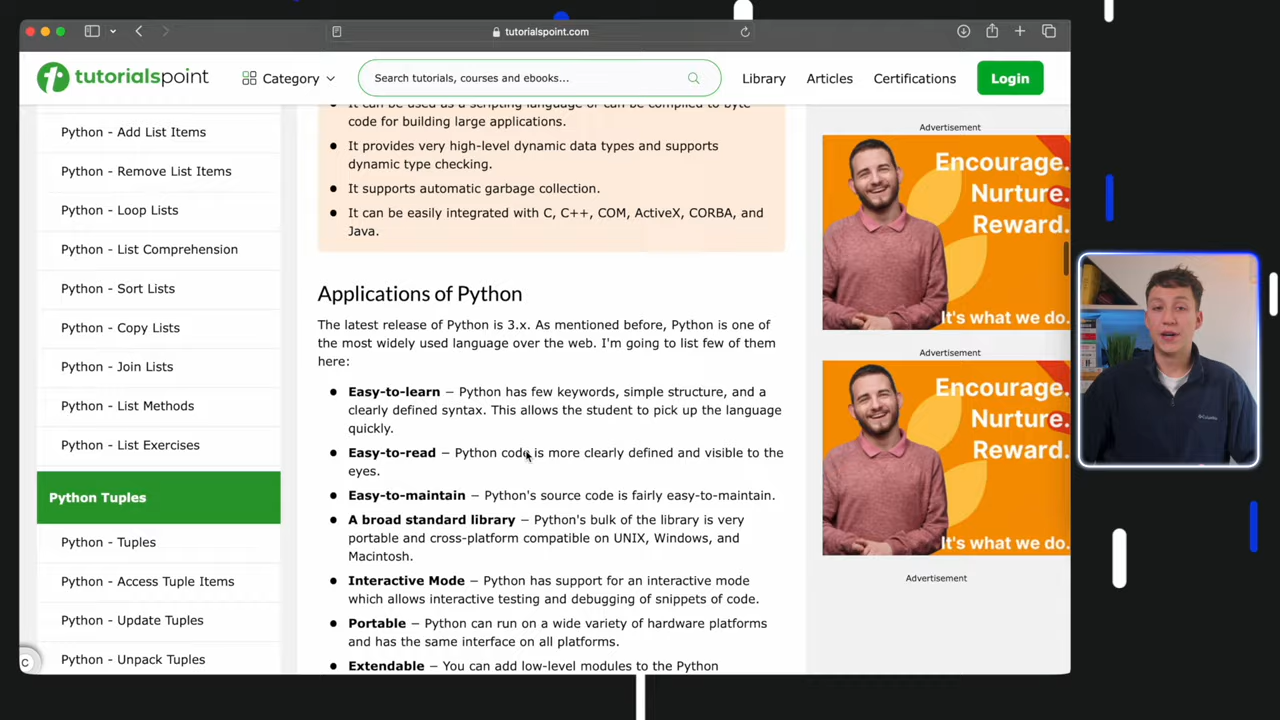 tutorialspoint.com
tutorialspoint
Category
Search tutorials, courses and ebooks...
Library
Articles
Certifications
Login
Python - Add List Items
Python - Remove List Items
Python - Loop Lists
Python - List Comprehension
Python - Sort Lists
Python - Copy Lists
Python - Join Lists
Python - List Methods
Python - List Exercises
Python Tuples
Python - Tuples
Python - Access Tuple Items
Python - Update Tuples
Python - Unpack Tuples
C
It can be used as a scripting language or can be compiled to byte
code for building large applications.
It provides very high-level dynamic data types and supports
dynamic type checking.
It supports automatic garbage collection.
It can be easily integrated with C, C++, COM, ActiveX, CORBA, and
Java.
Applications of Python
The latest release of Python is 3.x. As mentioned before, Python is one of
the most widely used language over the web. I'm going to list few of them
here:
Easy-to-learn − Python has few keywords, simple structure, and a
clearly defined syntax. This allows the student to pick up the language
quickly.
Easy-to-read − Python code is more clearly defined and visible to the
eyes.
Easy-to-maintain − Python's source code is fairly easy-to-maintain.
A broad standard library − Python's bulk of the library is very
portable and cross-platform compatible on UNIX, Windows, and
Macintosh.
Interactive Mode − Python has support for an interactive mode
which allows interactive testing and debugging of snippets of code.
Portable − Python can run on a wide variety of hardware platforms
and has the same interface on all platforms.
Extendable − You can add low-level modules to the Python
Advertisement
Encourage.
Nurture.
Reward.
It's what we do.
Advertisement
Encourage.
Nurture.
Reward.
It's what we do.
Advertisement